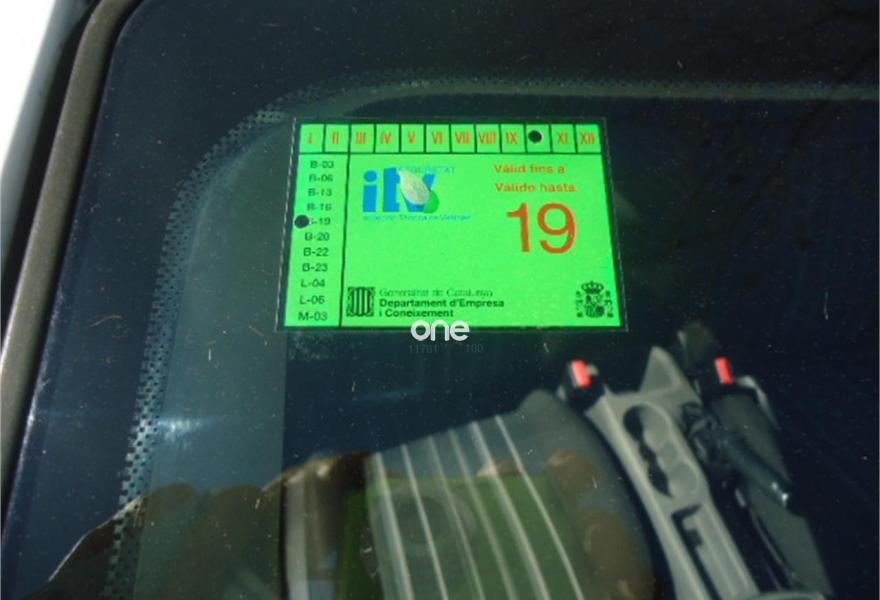 I II III IV V VI VII VIII IX XI XII
B-03
B-06
B-13
B-16
B-19
B-20
B-22
B-23
L-04
L-06
M-03
itv
Vàlid fins a
Válido hasta
19
Generalitat de Catalunya
Departament d'Empresa
i Coneixement
one